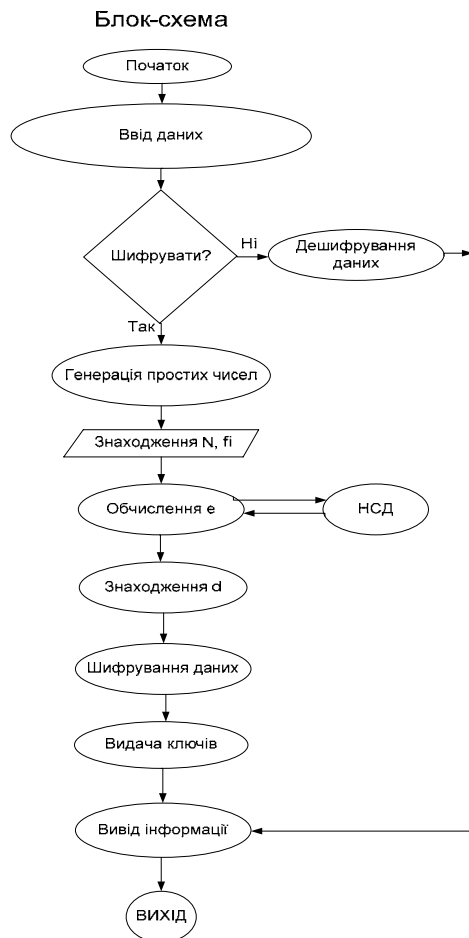 Блок-схема
Початок
Ввід даних
Шифрувати?
Ні
Дешифрування
даних
Так
Генерація простих чисел
Знаходження N, fi
Обчислення е
НСД
Знаходження d
Шифрування даних
Видача ключів
Вивід інформації
ВИХІД